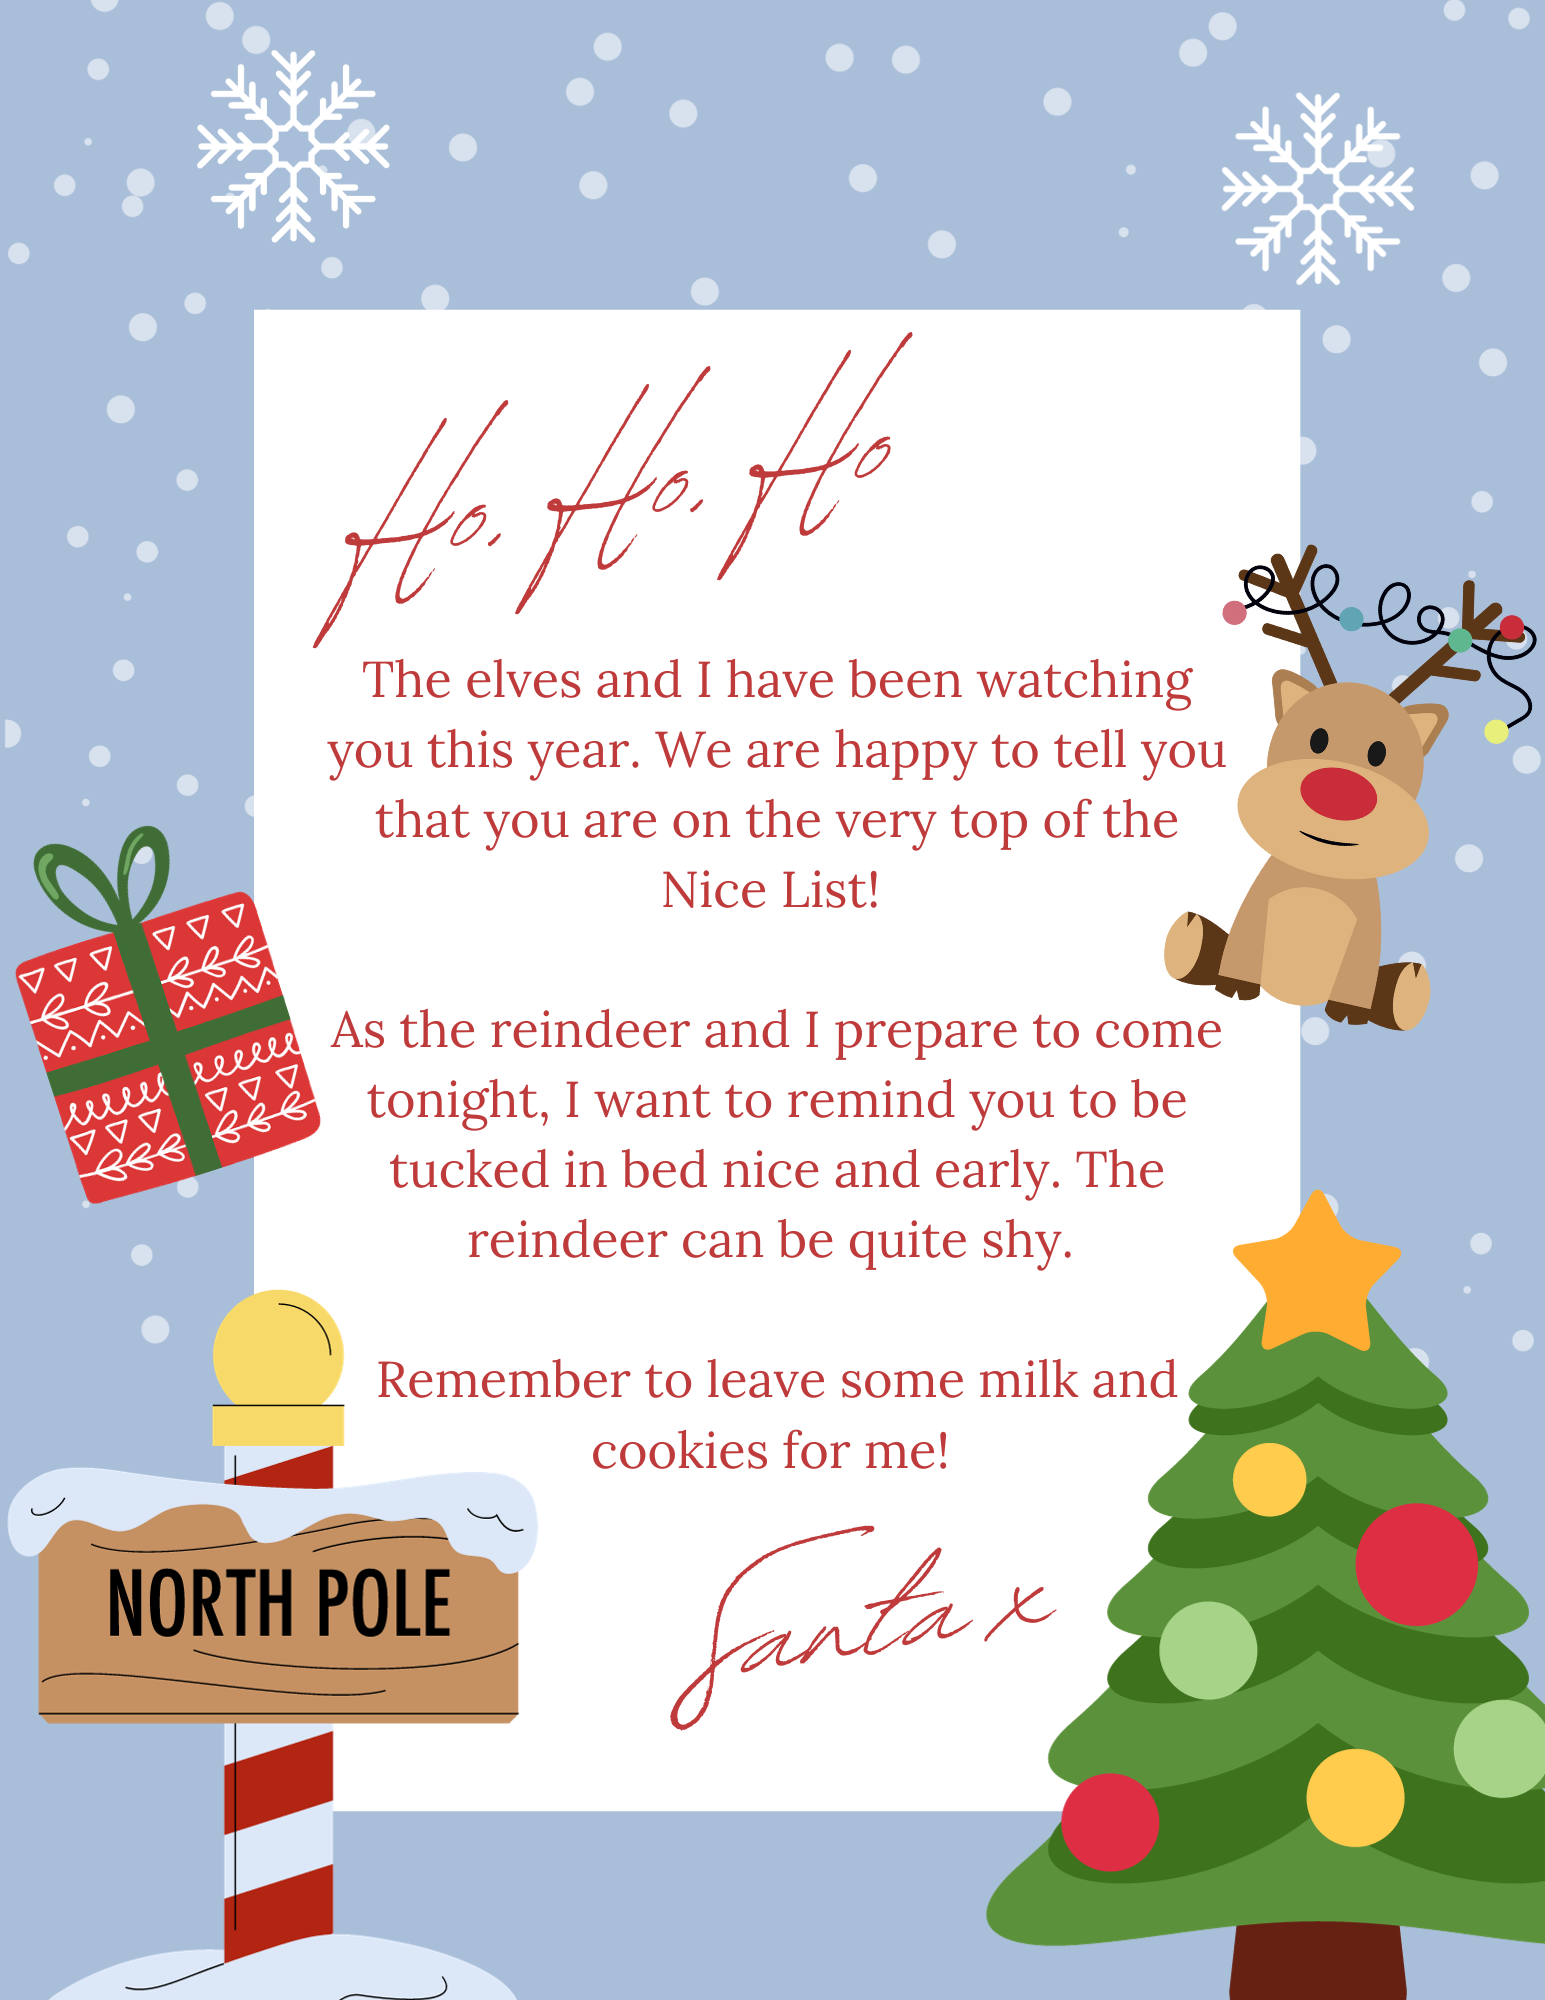 Ho, Ho, Ho
The elves and I have been watching
you this year. We are happy to tell you
that you are on the very top of the
Nice List!
As the reindeer and I prepare to come
tonight, I want to remind you to be
tucked in bed nice and early. The
reindeer can be quite shy.
Remember to leave some milk and
cookies for me!
Santa x
NORTH POLE